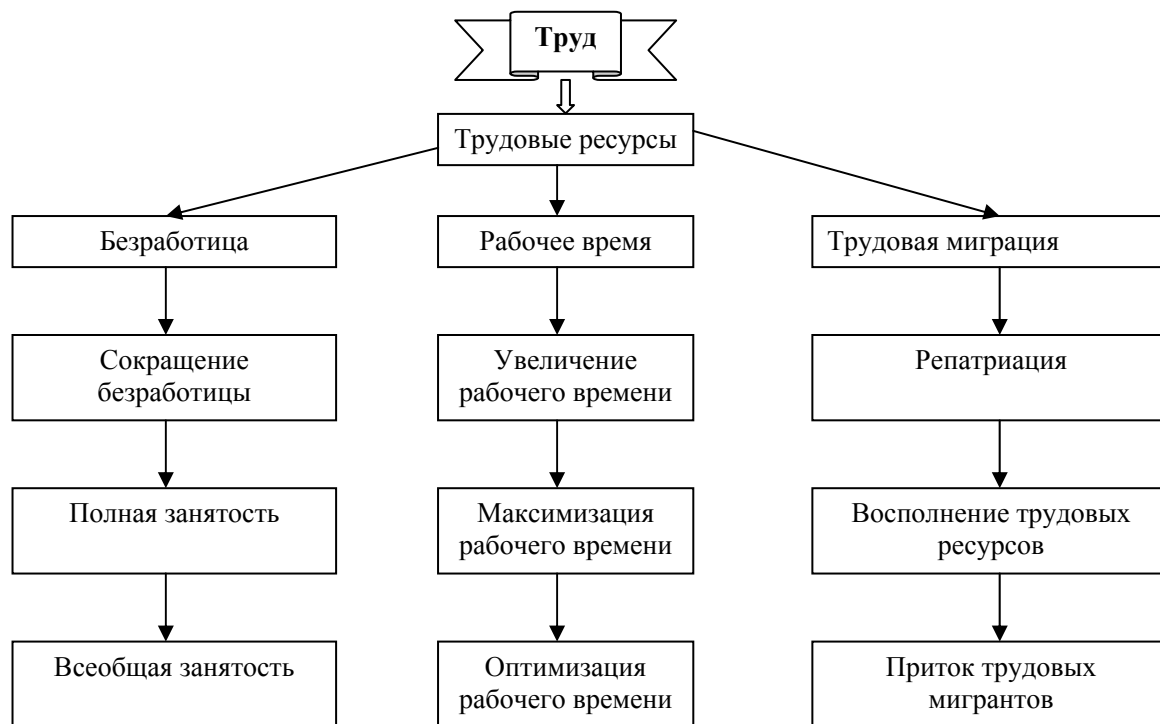 Труд
Трудовые ресурсы
Безработица
Рабочее время
Трудовая миграция
Сокращение
безработицы
Увеличение
рабочего времени
Репатриация
Полная занятость
Максимизация
рабочего времени
Восполнение трудовых
ресурсов
Всеобщая занятость
Оптимизация
рабочего времени
Приток трудовых
мигрантов